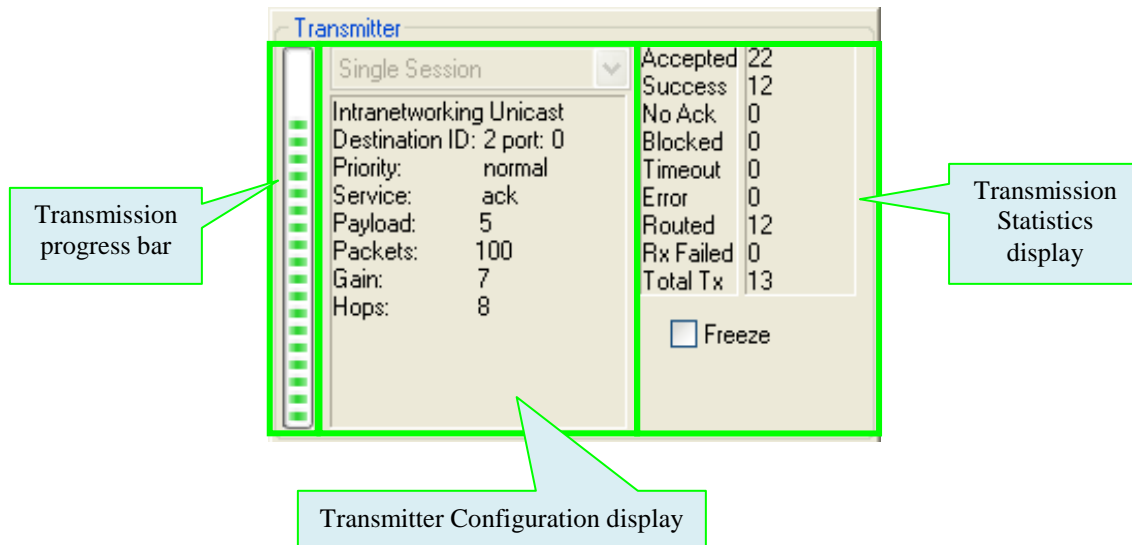 Transmitter
Single Session
Intranetworking Unicast
Destination ID: 2 port: 0
Priority: normal
Service: ack
Payload: 5
Packets: 100
Gain: 7
Hops: 8
Accepted 22
Success 12
No Ack 0
Blocked 0
Timeout 0
Error 0
Routed 12
Rx Failed 0
Total Tx 13
Freeze
Transmission
progress bar
Transmission
Statistics
display
Transmitter Configuration display